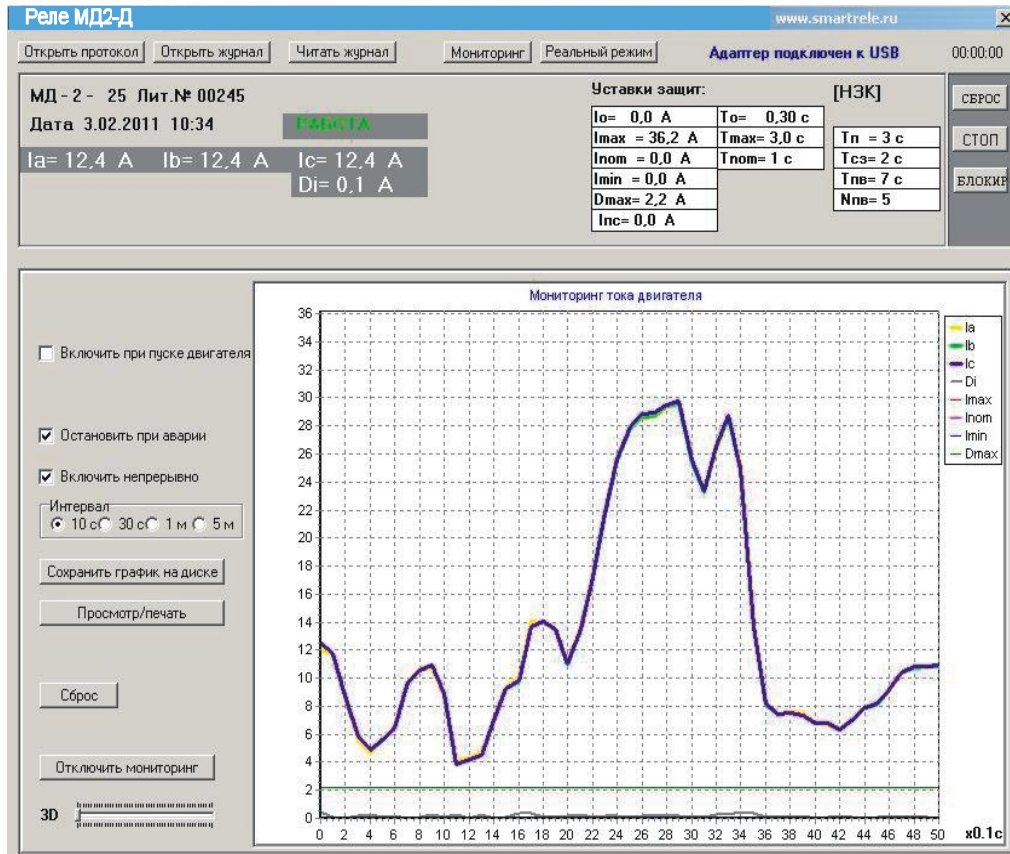 Реле МД2-Д www.smartrele.ru
Открыть протокол Открыть журнал Читать журнал Мониторинг Реальный режим Адаптер подключен к USB 00:00:00
МД - 2 - 25 Лит.№ 00245 Уставки защит: [НЗК] СБРОС
Дата 3.02.2011 10:34 РАБОТА
Io= 0,0 А То= 0,30 с
Imax = 36,2 А Tmax= 3,0 с Тп = 3 с СТОП
Ia= 12,4 А Ib= 12,4 А Ic= 12,4 А Inom = 0,0 А Tnom= 1 с Тсз= 2 с
Di= 0,1 А Imin = 0,0 А Тпв= 7 с БЛОКИР
Dmax= 2,2 А Nпв= 5
Inc= 0,0 А
Мониторинг тока двигателя
Включить при пуске двигателя
Остановить при аварии
Включить непрерывно
Интервал
10 с 30 с 1 м 5 м
Сохранить график на диске
Просмотр/печать
Сброс
Отключить мониторинг
3D
36
34
32
30
28
26
24
22
20
18
16
14
12
10
8
6
4
2
0
0 2 4 6 8 10 12 14 16 18 20 22 24 26 28 30 32 34 36 38 40 42 44 46 48 50 x0.1с
Ia
Ib
Ic
Di
Imax
Inom
Imin
Dmax